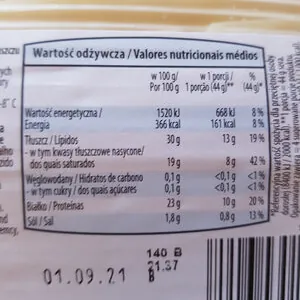 Wartość odżywcza / Valores nutricionais médios
w 100 g/ w 1 porcji / %
Por 100 g 1 porção (44 g)** (44 g)**
Wartość energetyczna / 1520 kJ 668 kJ 8 %
Energia 366 kcal 161 kcal 8 %
Tłuszcz / Lípidos 30 g 13 g 19 %
- w tym kwasy tłuszczowe nasycone/
dos quais saturados 19 g 8 g 42 %
Węglowodany / Hidratos de carbono 0,1 g <0,1 g <1 %
- w tym cukry / dos quais açúcares 0,1 g <0,1 g <1 %
Białko / Proteínas 23 g 10 g 20 %
Sól / Sal 1,8 g 0,8 g 13 %
140 B
01.09.21 21:37
B